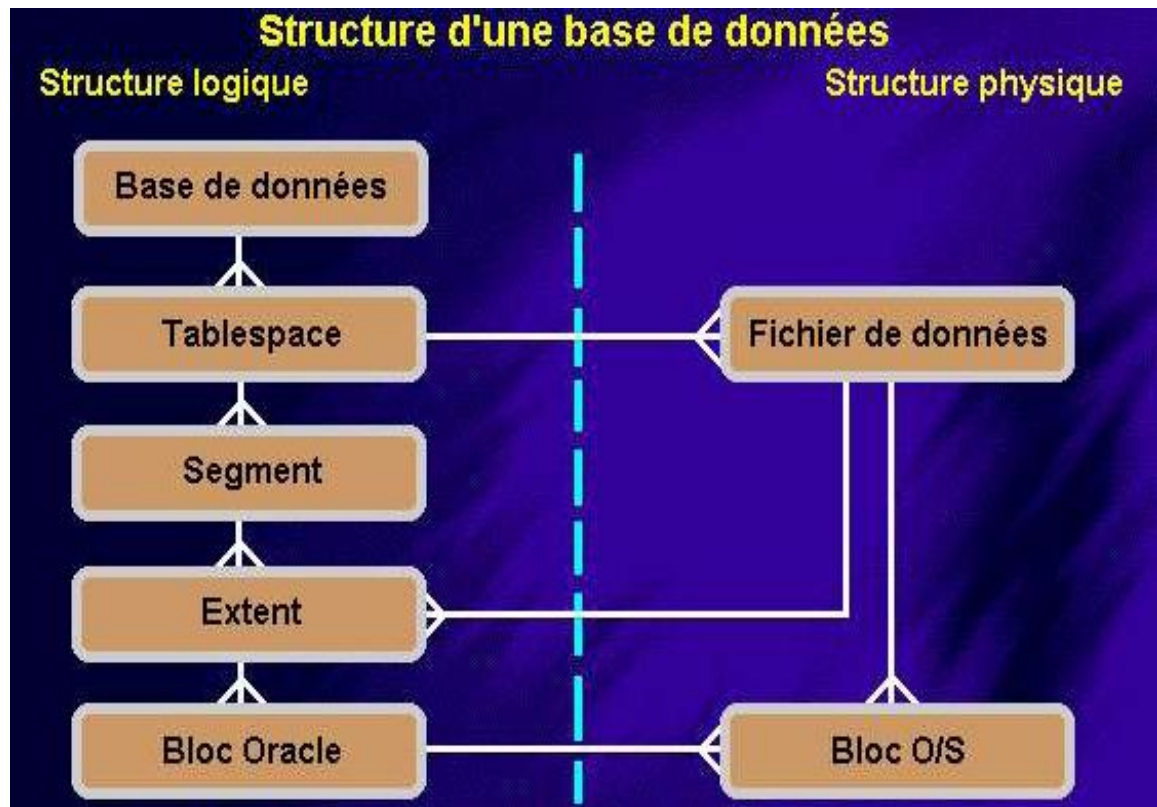 Structure d'une base de données
Structure logique
Structure physique
Base de données
Tablespace
Fichier de données
Segment
Extent
Bloc Oracle
Bloc O/S